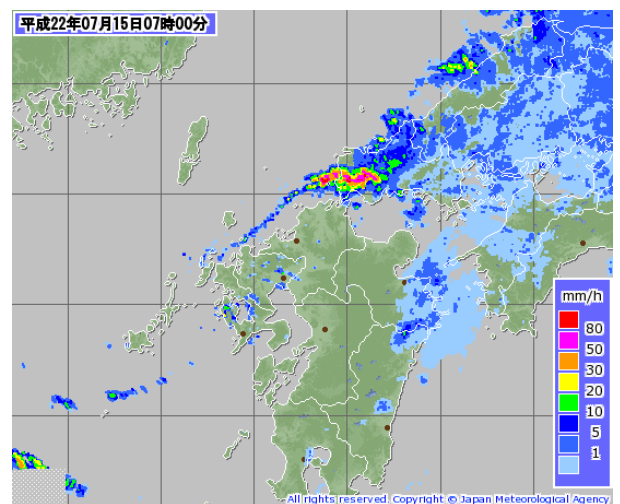 平成22年07月15日07時00分
mm/h
80
50
30
20
10
5
1
All rights reserved. Copyright © Japan Meteorological Agency